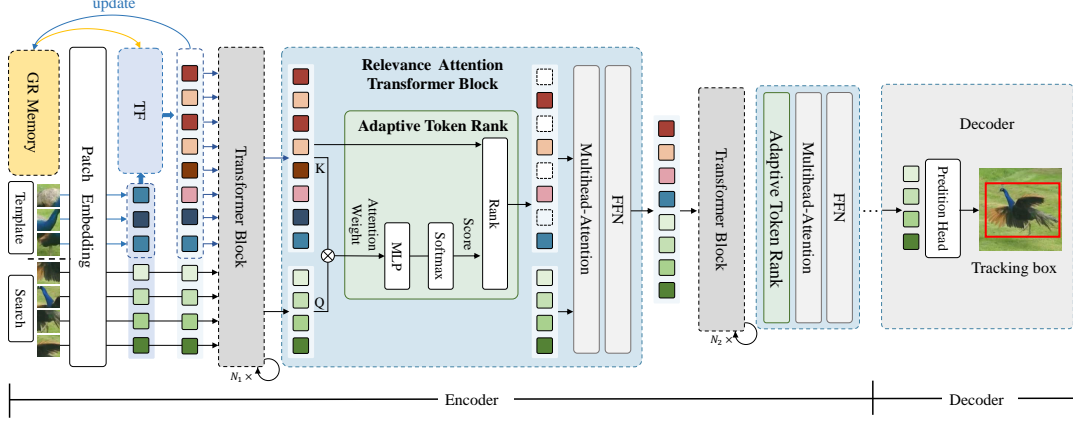 update
GR Memory
TF
Template
Search
Patch Embedding
Transformer Block
N1 ×
Relevance Attention
Transformer Block
Adaptive Token Rank
K
Q
Attention
Weight
MLP
Softmax
Score
Rank
Multihead-Attention
FFN
Transformer Block
N2 ×
Adaptive Token Rank
Multihead-Attention
FFN
Decoder
Predition Head
Tracking box
Encoder
Decoder